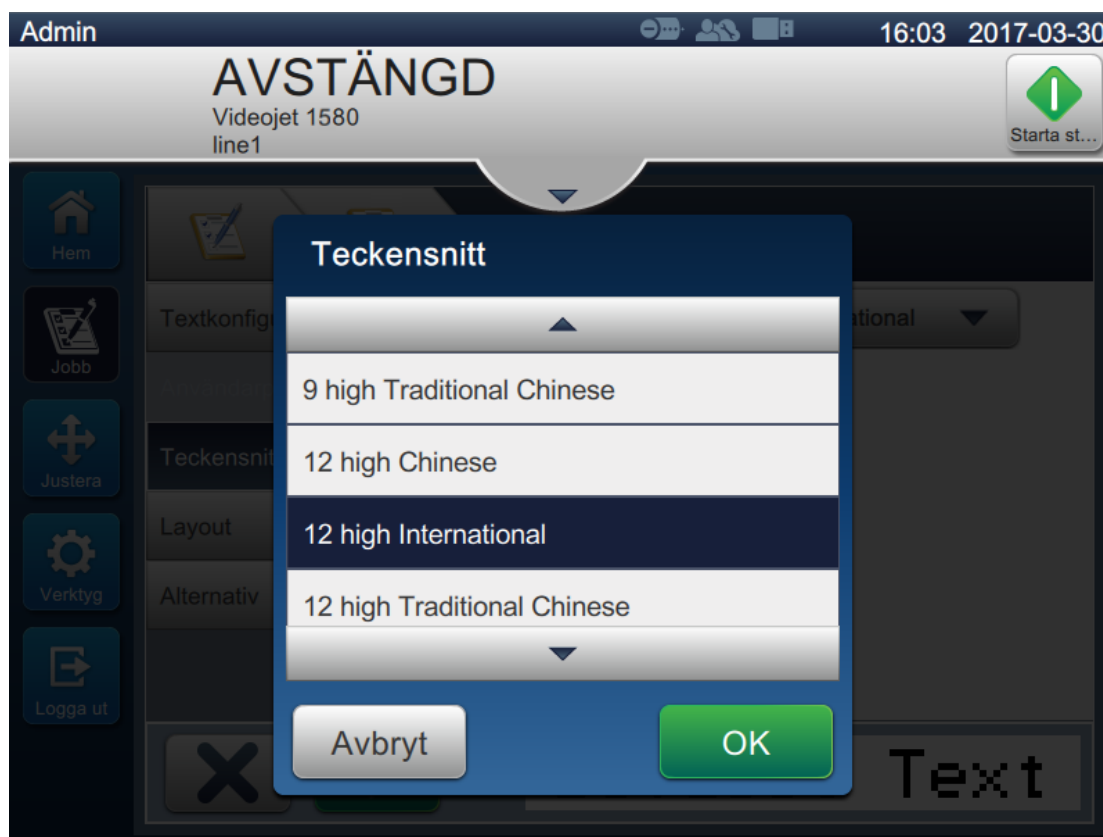 Admin 16:03 2017-03-30
AVSTÄNGD
Videojet 1580
line1
Starta st...
Hem
Jobb
Justera
Verktyg
Logga ut
Textkonfigu
ational
Teckensnit
Layout
Alternativ
Teckensnitt
9 high Traditional Chinese
12 high Chinese
12 high International
12 high Traditional Chinese
Avbryt OK
Text